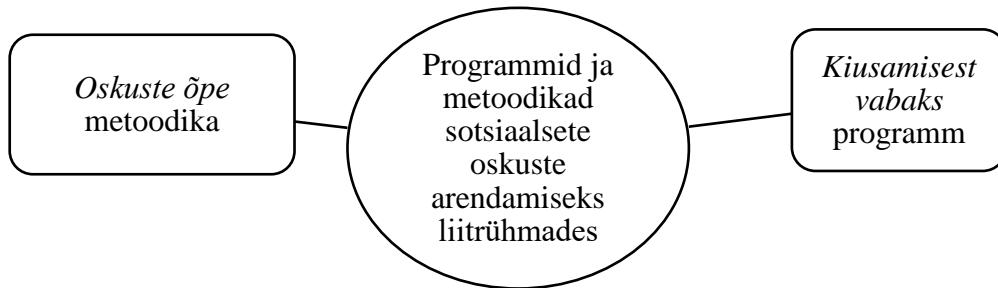 Oskuste õpe
metoodika
Programmid ja
metoodikad
sotsiaalsete
oskuste
arendamiseks
liitrühmades
Kiusamisest
vabaks
programm